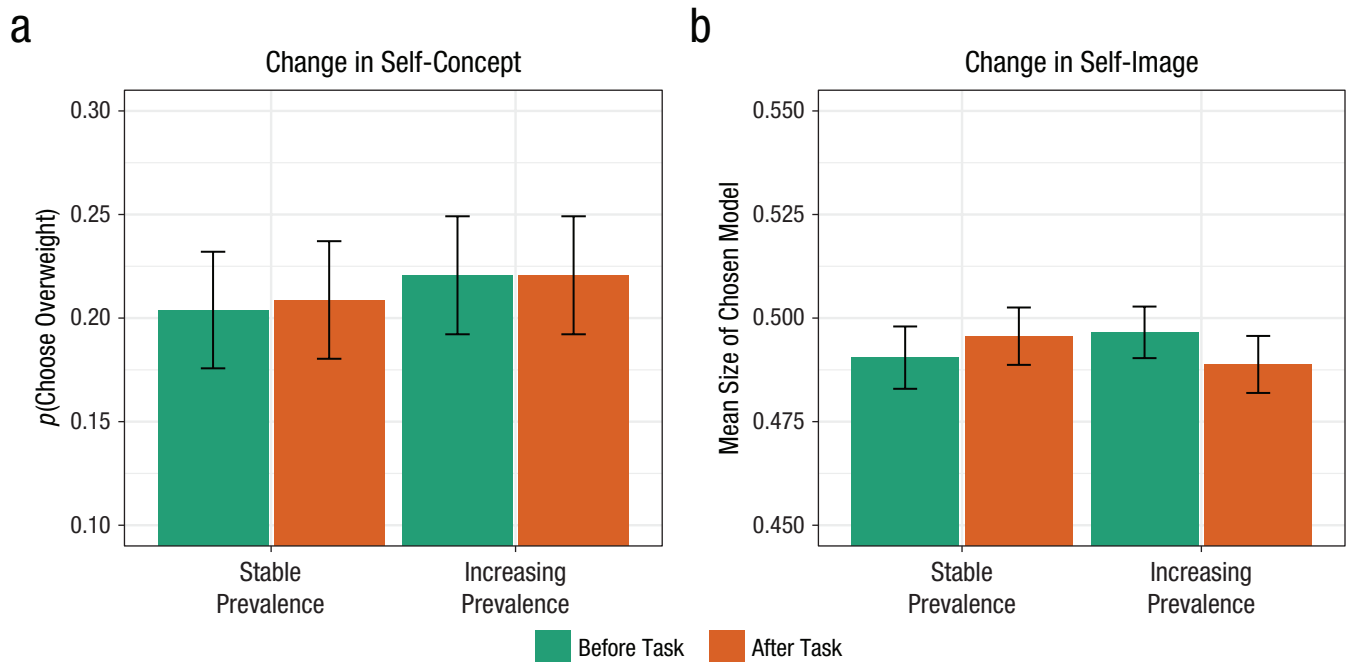 a
Change in Self-Concept
p(Choose Overweight)
0.30
0.25
0.20
0.15
0.10
Stable
Prevalence
Increasing
Prevalence
b
Change in Self-Image
Mean Size of Chosen Model
0.550
0.525
0.500
0.475
0.450
Stable
Prevalence
Increasing
Prevalence
Before Task
After Task